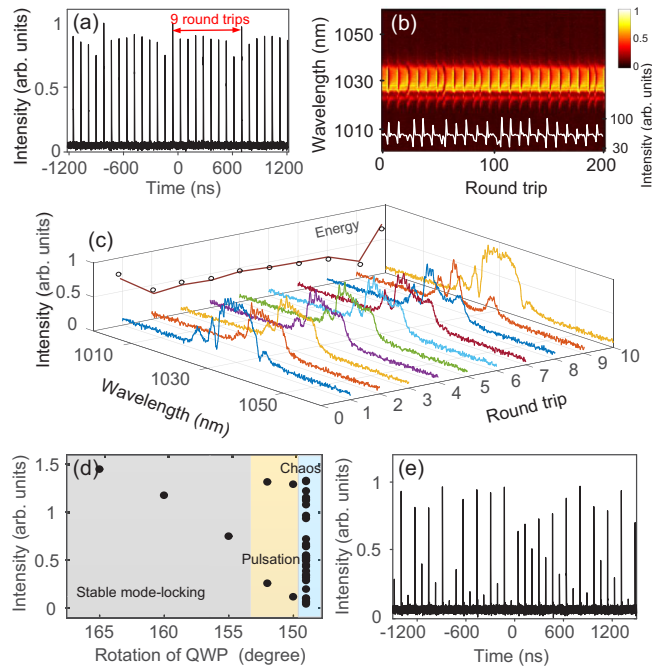 (a)
9 round trips
Intensity (arb. units)
1
0.5
0
-1200
-600
0
600
1200
Time (ns)
(b)
Wavelength (nm)
1050
1030
1010
0
100
200
Round trip
1
0.5
0
100
30
Intensity (arb. units)
(c)
Energy
Intensity (arb. units)
1
0.5
0
1010
1030
1050
Wavelength (nm)
0
1
2
3
4
5
6
7
8
9
10
Round trip
(d)
Chaos
Pulsation
Stable mode-locking
Intensity (arb. units)
1.5
1
0.5
0
165
160
155
150
Rotation of QWP (degree)
(e)
Intensity (arb. units)
1
0.5
0
-1200
-600
0
600
1200
Time (ns)